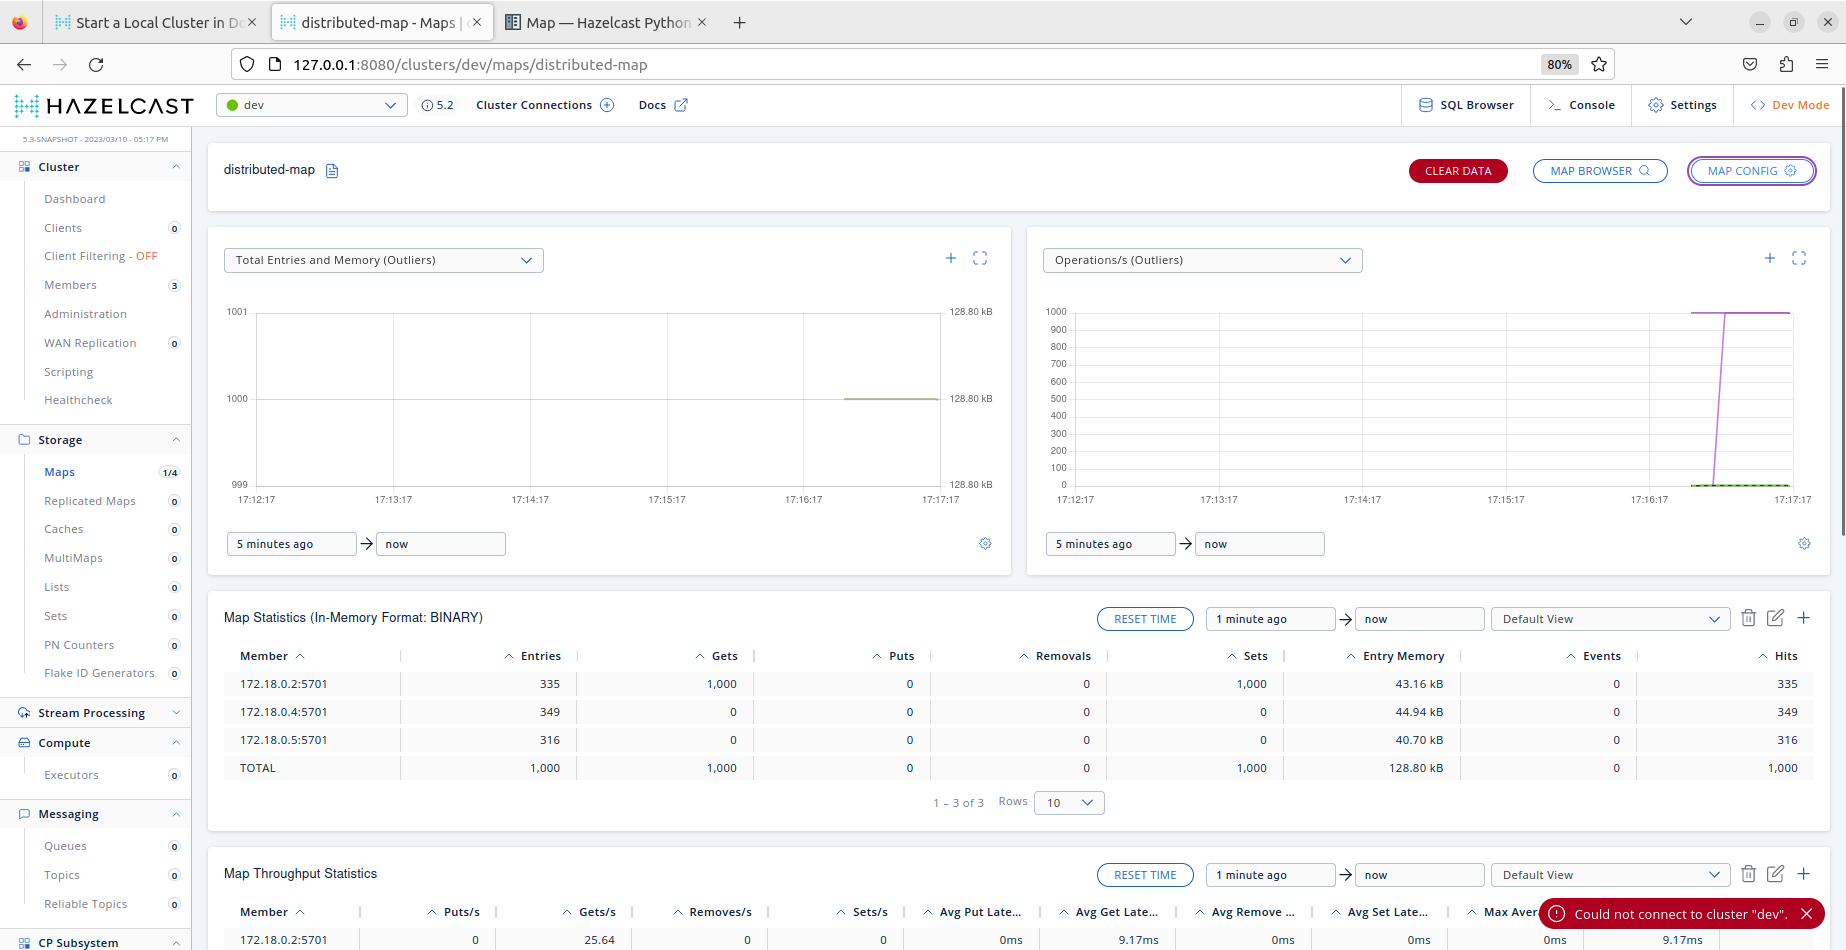 Start a Local Cluster in Do
distributed-map - Maps |
Map — Hazelcast Python
127.0.0.1:8080/clusters/dev/maps/distributed-map
80%
HAZELCAST
dev
5.2
Cluster Connections
Docs
SQL Browser
Console
Settings
Dev Mode
5.3-SNAPSHOT - 2023/03/10 - 05:17 PM
Cluster
Dashboard
Clients 0
Client Filtering - OFF
Members 3
Administration
WAN Replication 0
Scripting
Healthcheck
Storage
Maps 1/4
Replicated Maps 0
Caches 0
MultiMaps 0
Lists 0
Sets 0
PN Counters 0
Flake ID Generators 0
Stream Processing
Compute
Executors 0
Messaging
Queues 0
Topics 0
Reliable Topics 0
CP Subsystem
distributed-map
CLEAR DATA
MAP BROWSER
MAP CONFIG
Total Entries and Memory (Outliers)
1001 128.80 kB
1000 128.80 kB
999 128.80 kB
17:12:17 17:13:17 17:14:17 17:15:17 17:16:17 17:17:17
5 minutes ago → now
Operations/s (Outliers)
1000
900
800
700
600
500
400
300
200
100
0
17:12:17 17:13:17 17:14:17 17:15:17 17:16:17 17:17:17
5 minutes ago → now
Map Statistics (In-Memory Format: BINARY)
RESET TIME
1 minute ago → now
Default View
Member Entries Gets Puts Removals Sets Entry Memory Events Hits
172.18.0.2:5701 335 1,000 0 0 1,000 43.16 kB 0 335
172.18.0.4:5701 349 0 0 0 0 44.94 kB 0 349
172.18.0.5:5701 316 0 0 0 0 40.70 kB 0 316
TOTAL 1,000 1,000 0 0 1,000 128.80 kB 0 1,000
1 – 3 of 3 Rows 10
Map Throughput Statistics
RESET TIME
1 minute ago → now
Default View
Member Puts/s Gets/s Removes/s Sets/s Avg Put Late... Avg Get Late... Avg Remove ... Avg Set Late... Max Avera
172.18.0.2:5701 0 25.64 0 0 0ms 9.17ms 0ms 0ms 0ms 9.17ms
Could not connect to cluster "dev".